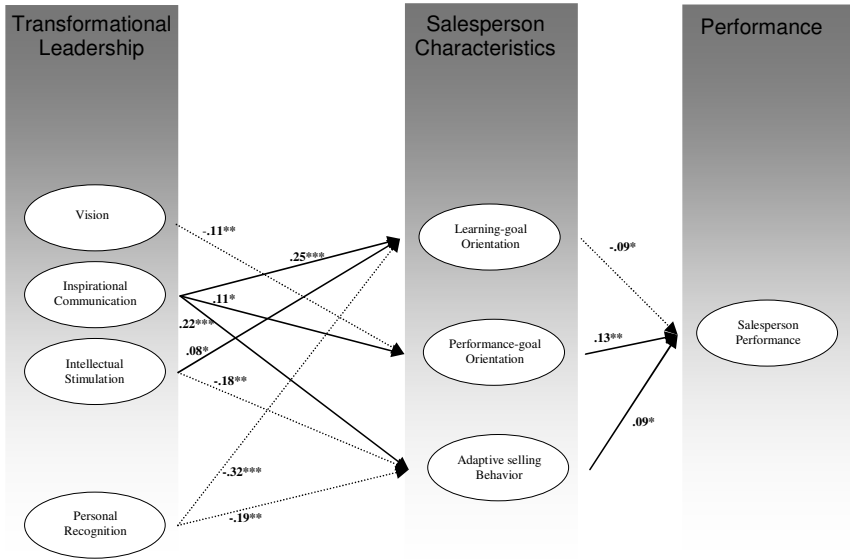 Transformational
Leadership
Salesperson
Characteristics
Performance
Vision
Inspirational
Communication
Intellectual
Stimulation
Personal
Recognition
-.11**
.25***
.11*
.22***
.08*
-.18**
-.32***
-.19**
Learning-goal
Orientation
Performance-goal
Orientation
Adaptive selling
Behavior
-.09*
.13**
.09*
Salesperson
Performance